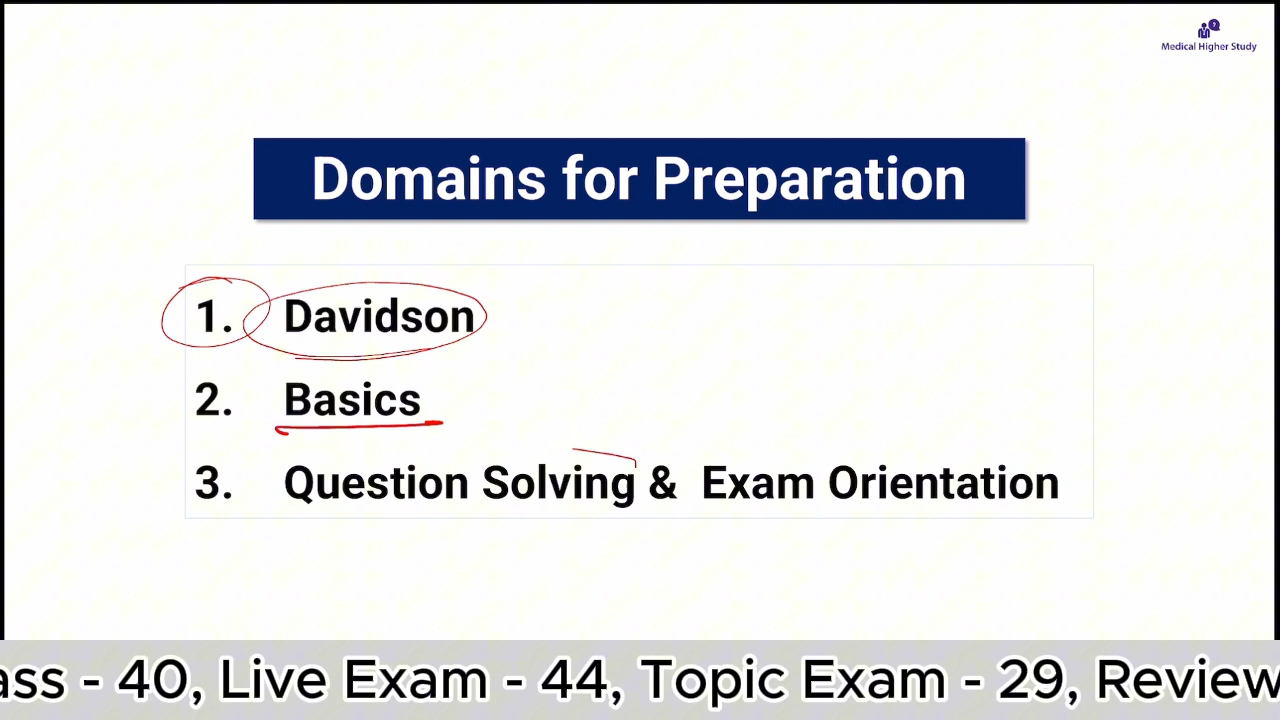 Medical Higher Study
Domains for Preparation
1. Davidson
2. Basics
3. Question Solving & Exam Orientation
ass - 40, Live Exam - 44, Topic Exam - 29, Review